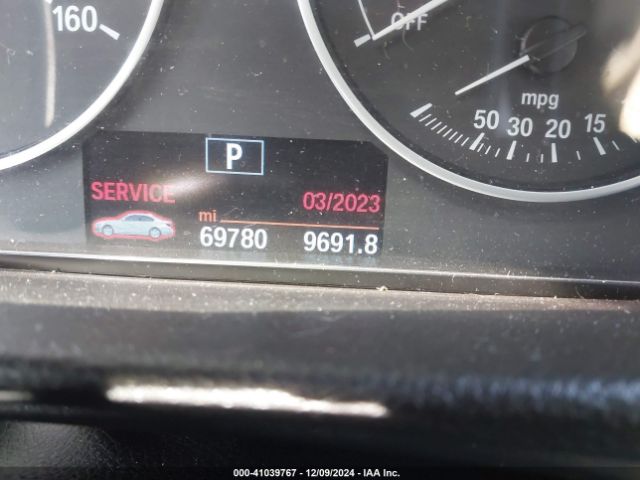 160
OFF
mpg
50 30 20 15
P
SERVICE 03/2023
mi
69780 9691.8
000-41039767 - 12/09/2024 - IAA Inc.